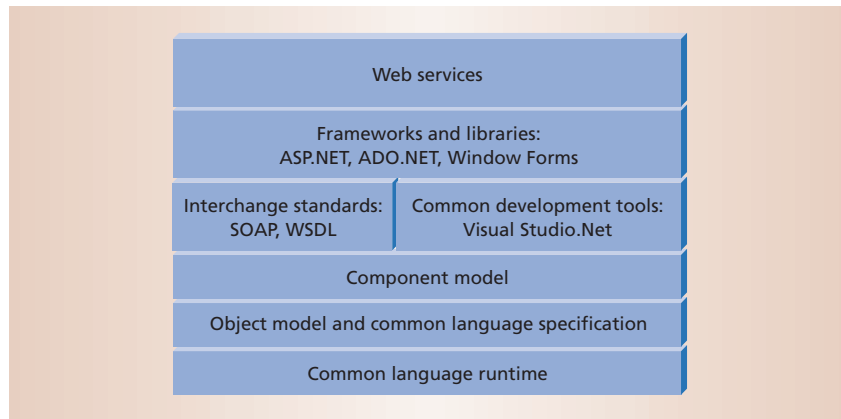 Web services
Frameworks and libraries:
ASP.NET, ADO.NET, Window Forms
Interchange standards:
SOAP, WSDL
Common development tools:
Visual Studio.Net
Component model
Object model and common language specification
Common language runtime